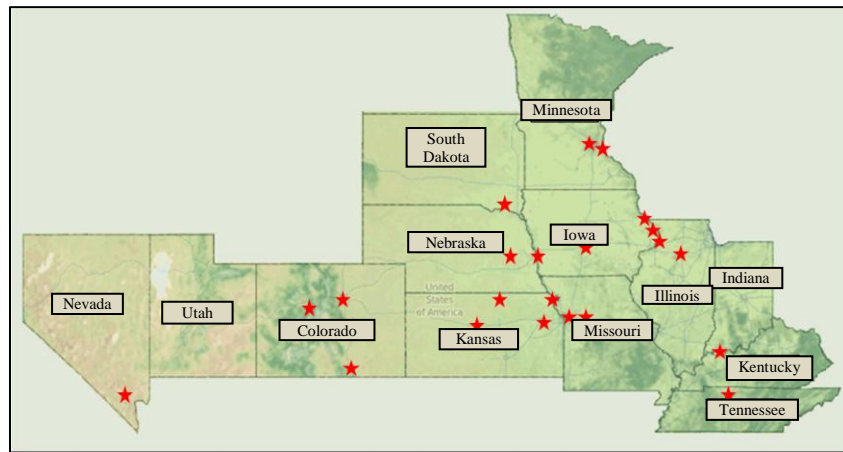 Minnesota
South
Dakota
Nebraska
Iowa
Indiana
United
States
of America
Nevada
Utah
Colorado
Kansas
Missouri
Illinois
Kentucky
Tennessee